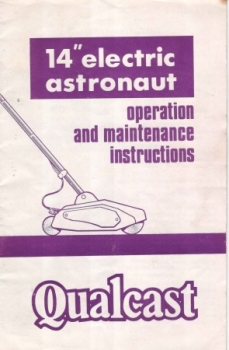 14" electric
astronaut
operation
and maintenance
instructions
Qualcast